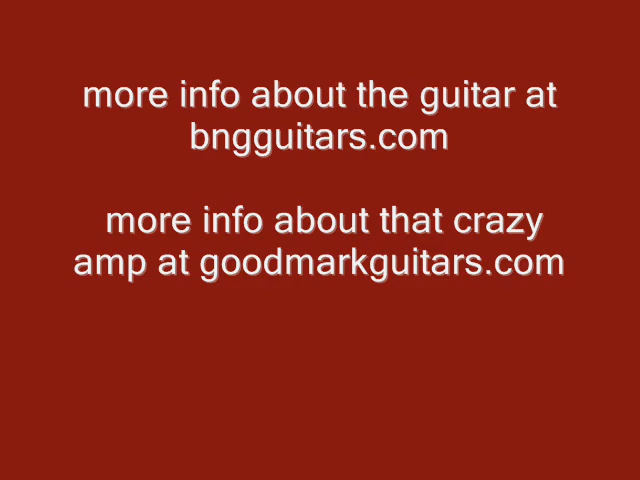 more info about the guitar at
bngguitars.com
more info about that crazy
amp at goodmarkguitars.com